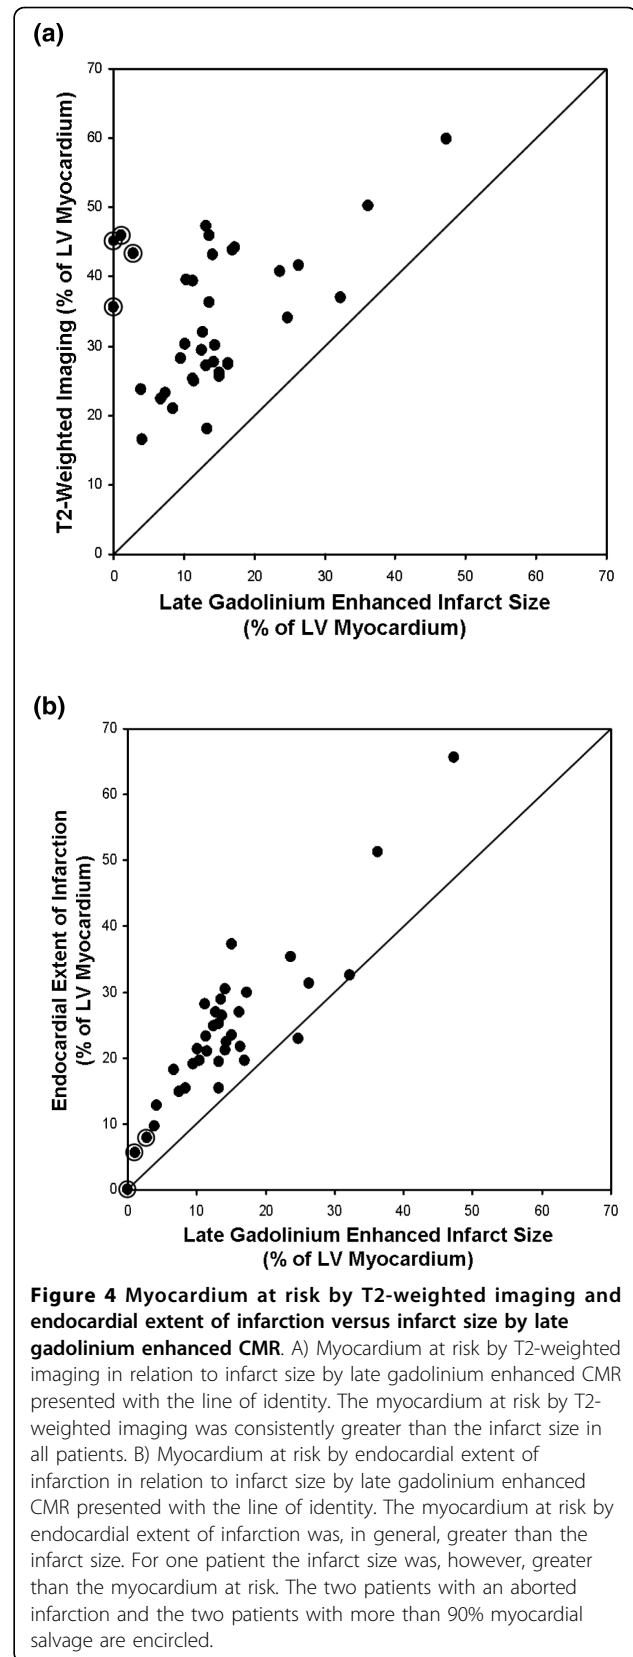 (a)
T2-Weighted Imaging (% of LV Myocardium)
70
60
50
40
30
20
10
0
0 10 20 30 40 50 60 70
Late Gadolinium Enhanced Infarct Size
(% of LV Myocardium)
(b)
Endocardial Extent of Infarction
(% of LV Myocardium)
70
60
50
40
30
20
10
0
0 10 20 30 40 50 60 70
Late Gadolinium Enhanced Infarct Size
(% of LV Myocardium)
Figure 4 Myocardium at risk by T2-weighted imaging and
endocardial extent of infarction versus infarct size by late
gadolinium enhanced CMR. A) Myocardium at risk by T2-weighted
imaging in relation to infarct size by late gadolinium enhanced CMR
presented with the line of identity. The myocardium at risk by T2-
weighted imaging was consistently greater than the infarct size in
all patients. B) Myocardium at risk by endocardial extent of
infarction in relation to infarct size by late gadolinium enhanced
CMR presented with the line of identity. The myocardium at risk by
endocardial extent of infarction was, in general, greater than the
infarct size. For one patient the infarct size was, however, greater
than the myocardium at risk. The two patients with an aborted
infarction and the two patients with more than 90% myocardial
salvage are encircled.